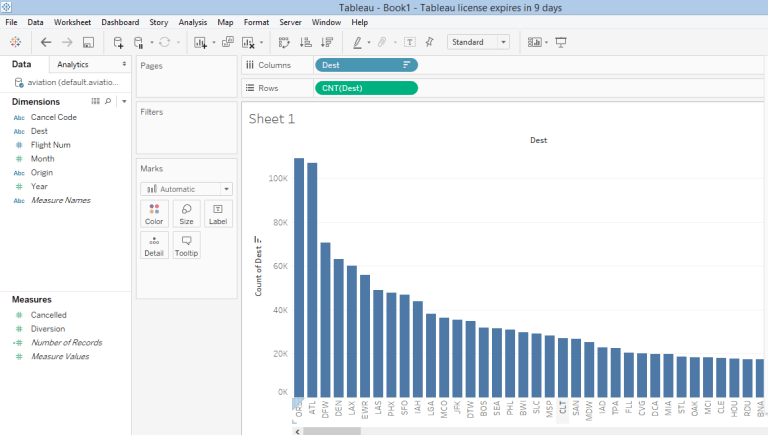 Tableau - Book1 - Tableau license expires in 9 days
File Data Worksheet Dashboard Story Analysis Map Format Server Window Help
Standard
Data Analytics
aviation (default.aviatio...
Dimensions
Abc Cancel Code
Abc Dest
# Flight Num
# Month
Abc Origin
# Year
Abc Measure Names
Measures
# Cancelled
# Diversion
# Number of Records
# Measure Values
Pages
Filters
Marks
Automatic
Color Size Label
Detail Tooltip
Columns Dest
Rows CNT(Dest)
Sheet 1
Dest
Count of Dest
100K
80K
60K
40K
20K
0K
ORD ATL DFW DEN LAX EWR LAS PHX SFO IAH LGA MCO JFK DTW BOS SEA PHL BWI SLC MSP CLT SAN MDW IAD TPA FLL CVG DCA MIA STL OAK MCI CLE HOU RDU BNA